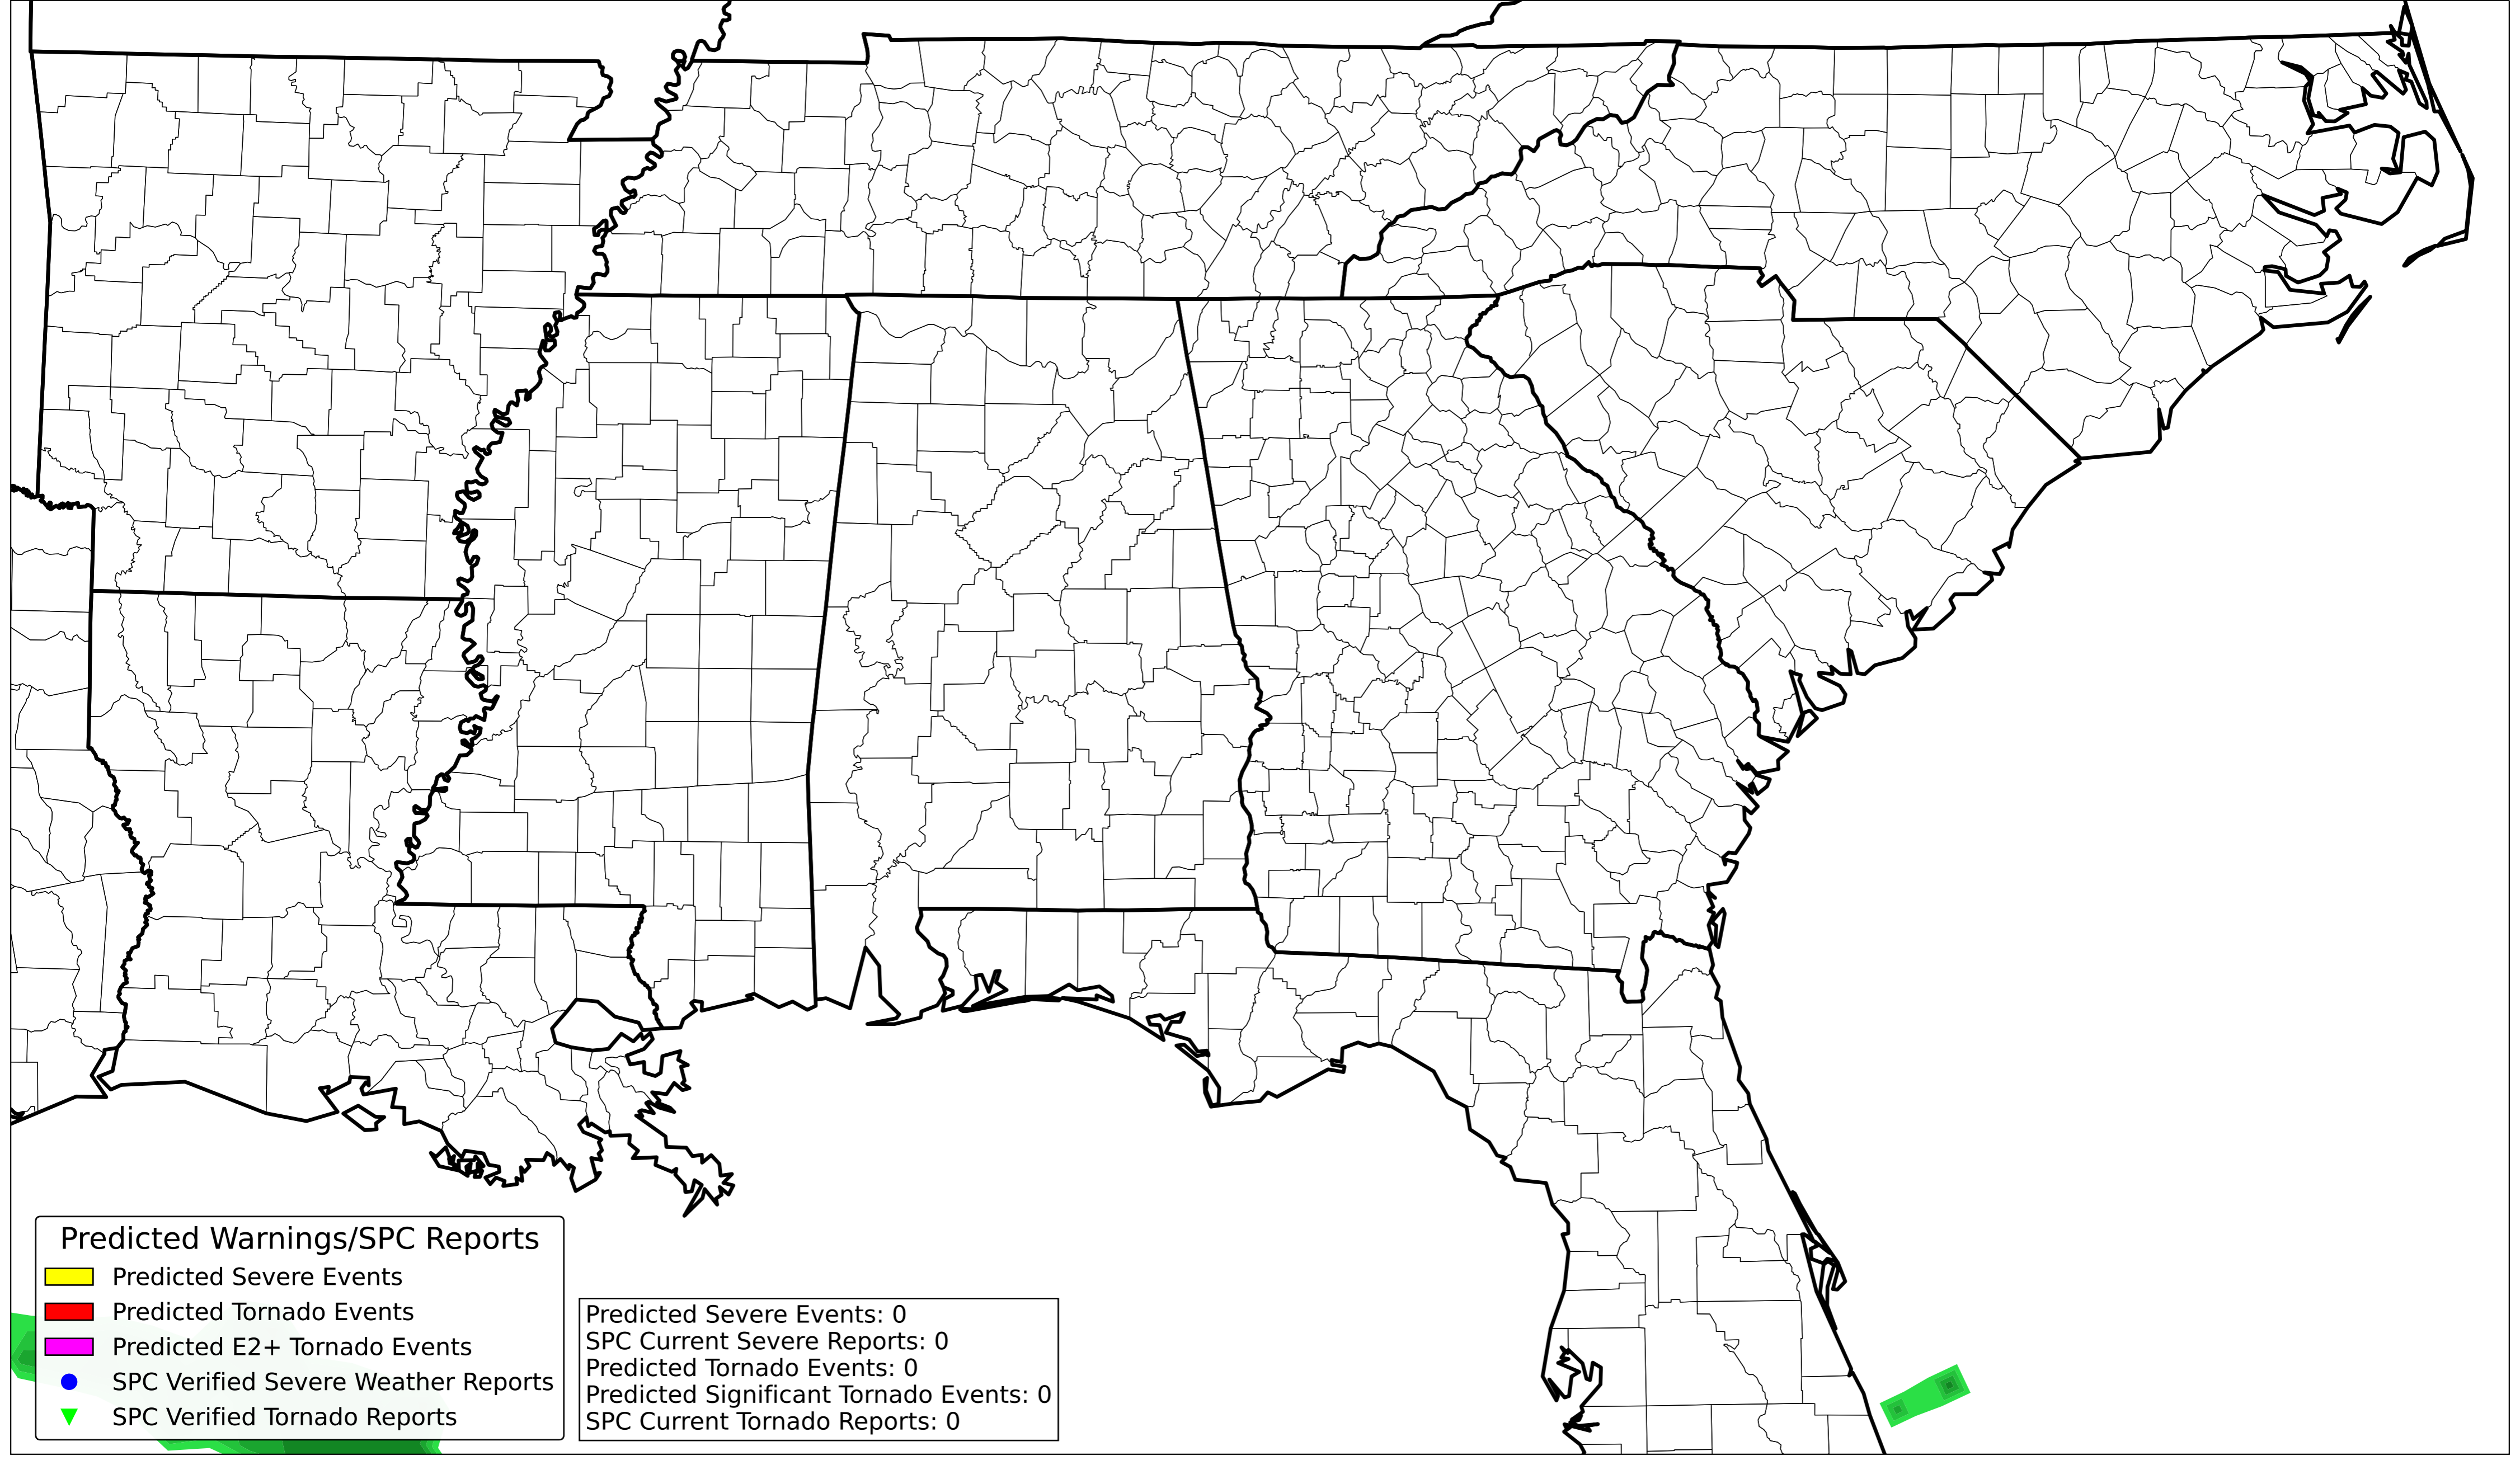 Predicted Warnings/SPC Reports
Predicted Severe Events
Predicted Tornado Events
Predicted E2+ Tornado Events
SPC Verified Severe Weather Reports
SPC Verified Tornado Reports
Predicted Severe Events: 0
SPC Current Severe Reports: 0
Predicted Tornado Events: 0
Predicted Significant Tornado Events: 0
SPC Current Tornado Reports: 0